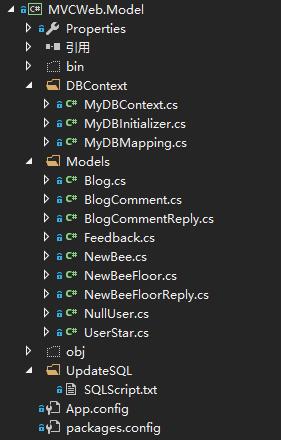 MVCWeb.Model
Properties
引用
bin
DBContext
MyDBContext.cs
MyDBInitializer.cs
MyDBMapping.cs
Models
Blog.cs
BlogComment.cs
BlogCommentReply.cs
Feedback.cs
NewBee.cs
NewBeeFloor.cs
NewBeeFloorReply.cs
NullUser.cs
UserStar.cs
obj
UpdateSQL
SQLScript.txt
App.config
packages.config